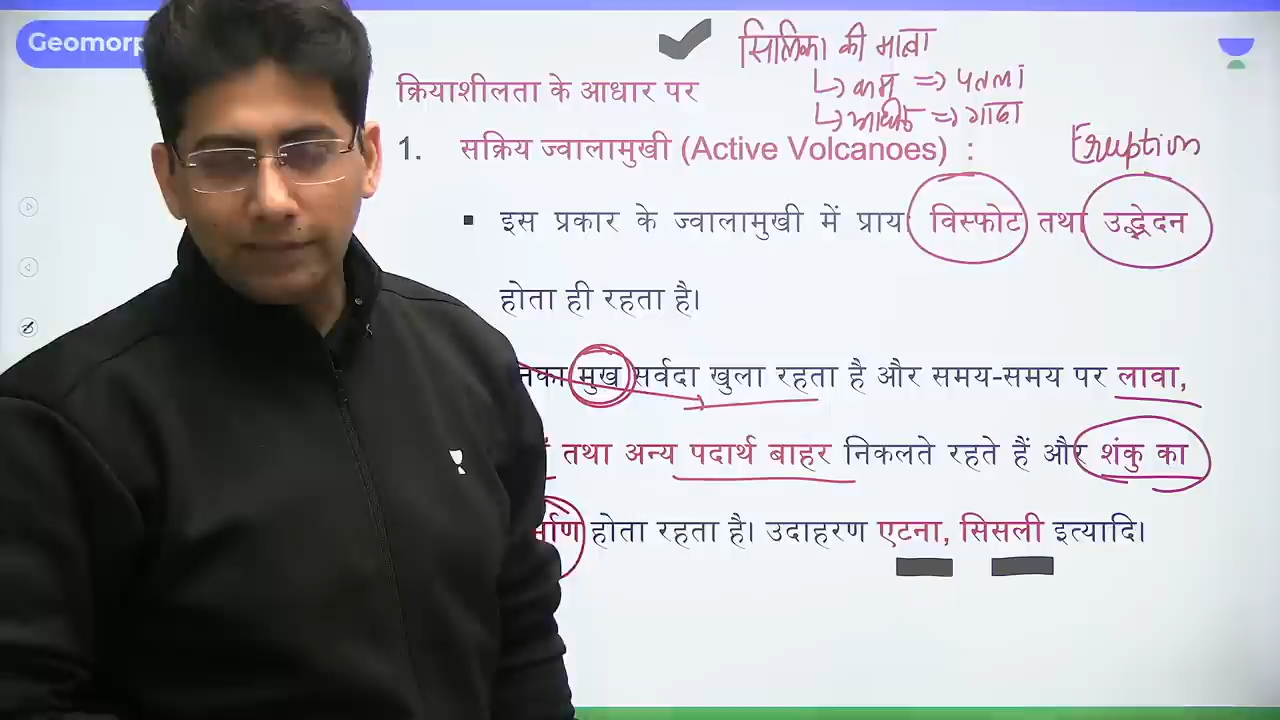 Geomorp
सिलिका की मात्रा
क्रियाशीलता के आधार पर
↳ कम => पतला
↳ अधिक => गाढा
1. सक्रिय ज्वालामुखी (Active Volcanoes) :
Eruption
▪ इस प्रकार के ज्वालामुखी में प्राय: विस्फोट तथा उद्भेदन
होता ही रहता है।
मुख सर्वदा खुला रहता है और समय-समय पर लावा,
तथा अन्य पदार्थ बाहर निकलते रहते हैं और शंकु का
होता रहता है। उदाहरण एटना, सिसली इत्यादि।